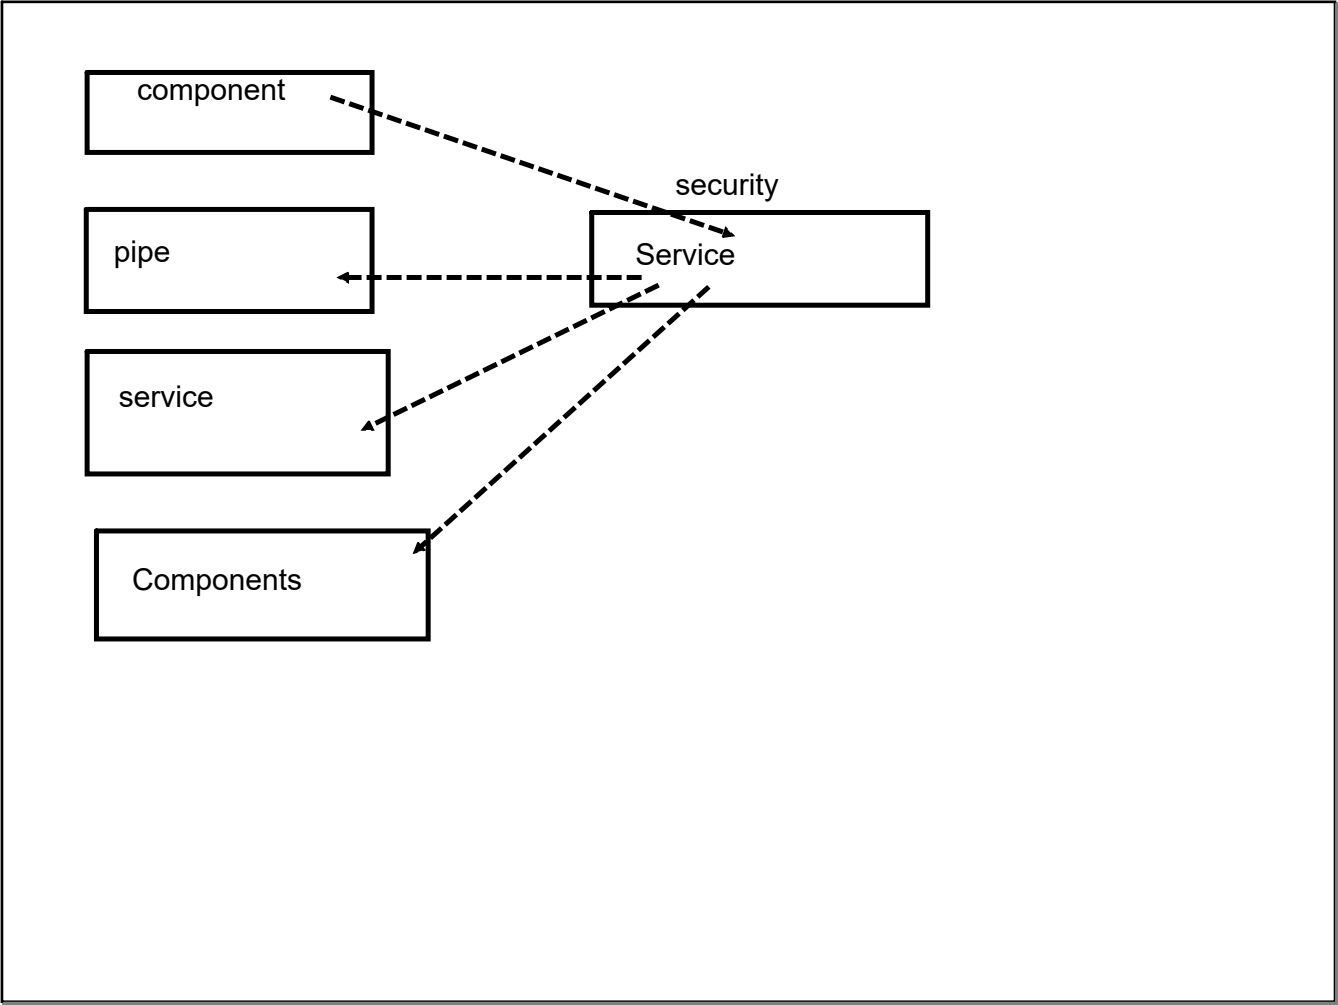 component
security
pipe
Service
service
Components